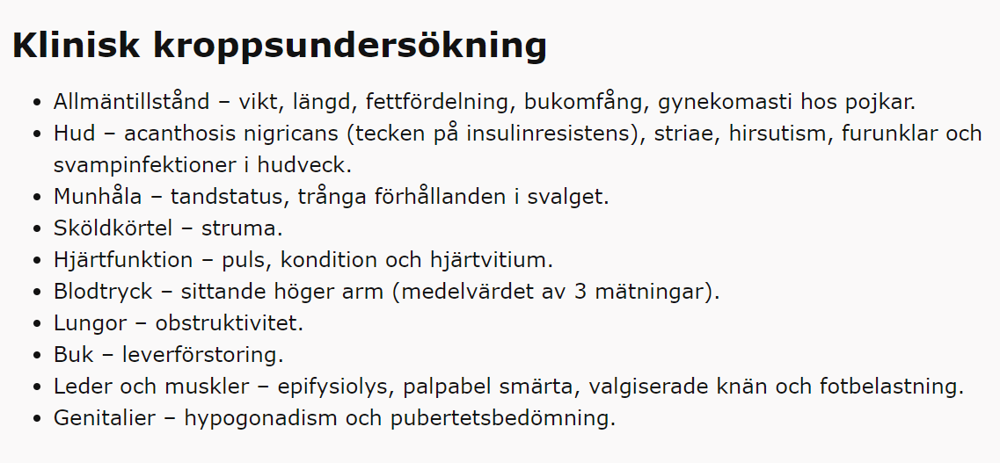 Klinisk kroppsundersökning
• Allmäntillstånd – vikt, längd, fettfördelning, bukomfång, gynekomasti hos pojkar.
• Hud – acanthosis nigricans (tecken på insulinresistens), striae, hirsutism, furunklar och
svampinfektioner i hudveck.
• Munhåla – tandstatus, trånga förhållanden i svalget.
• Sköldkörtel – struma.
• Hjärtfunktion – puls, kondition och hjärtvitium.
• Blodtryck – sittande höger arm (medelvärdet av 3 mätningar).
• Lungor – obstruktivitet.
• Buk – leverförstoring.
• Leder och muskler – epifysiolys, palpabel smärta, valgiserade knän och fotbelastning.
• Genitalier – hypogonadism och pubertetsbedömning.